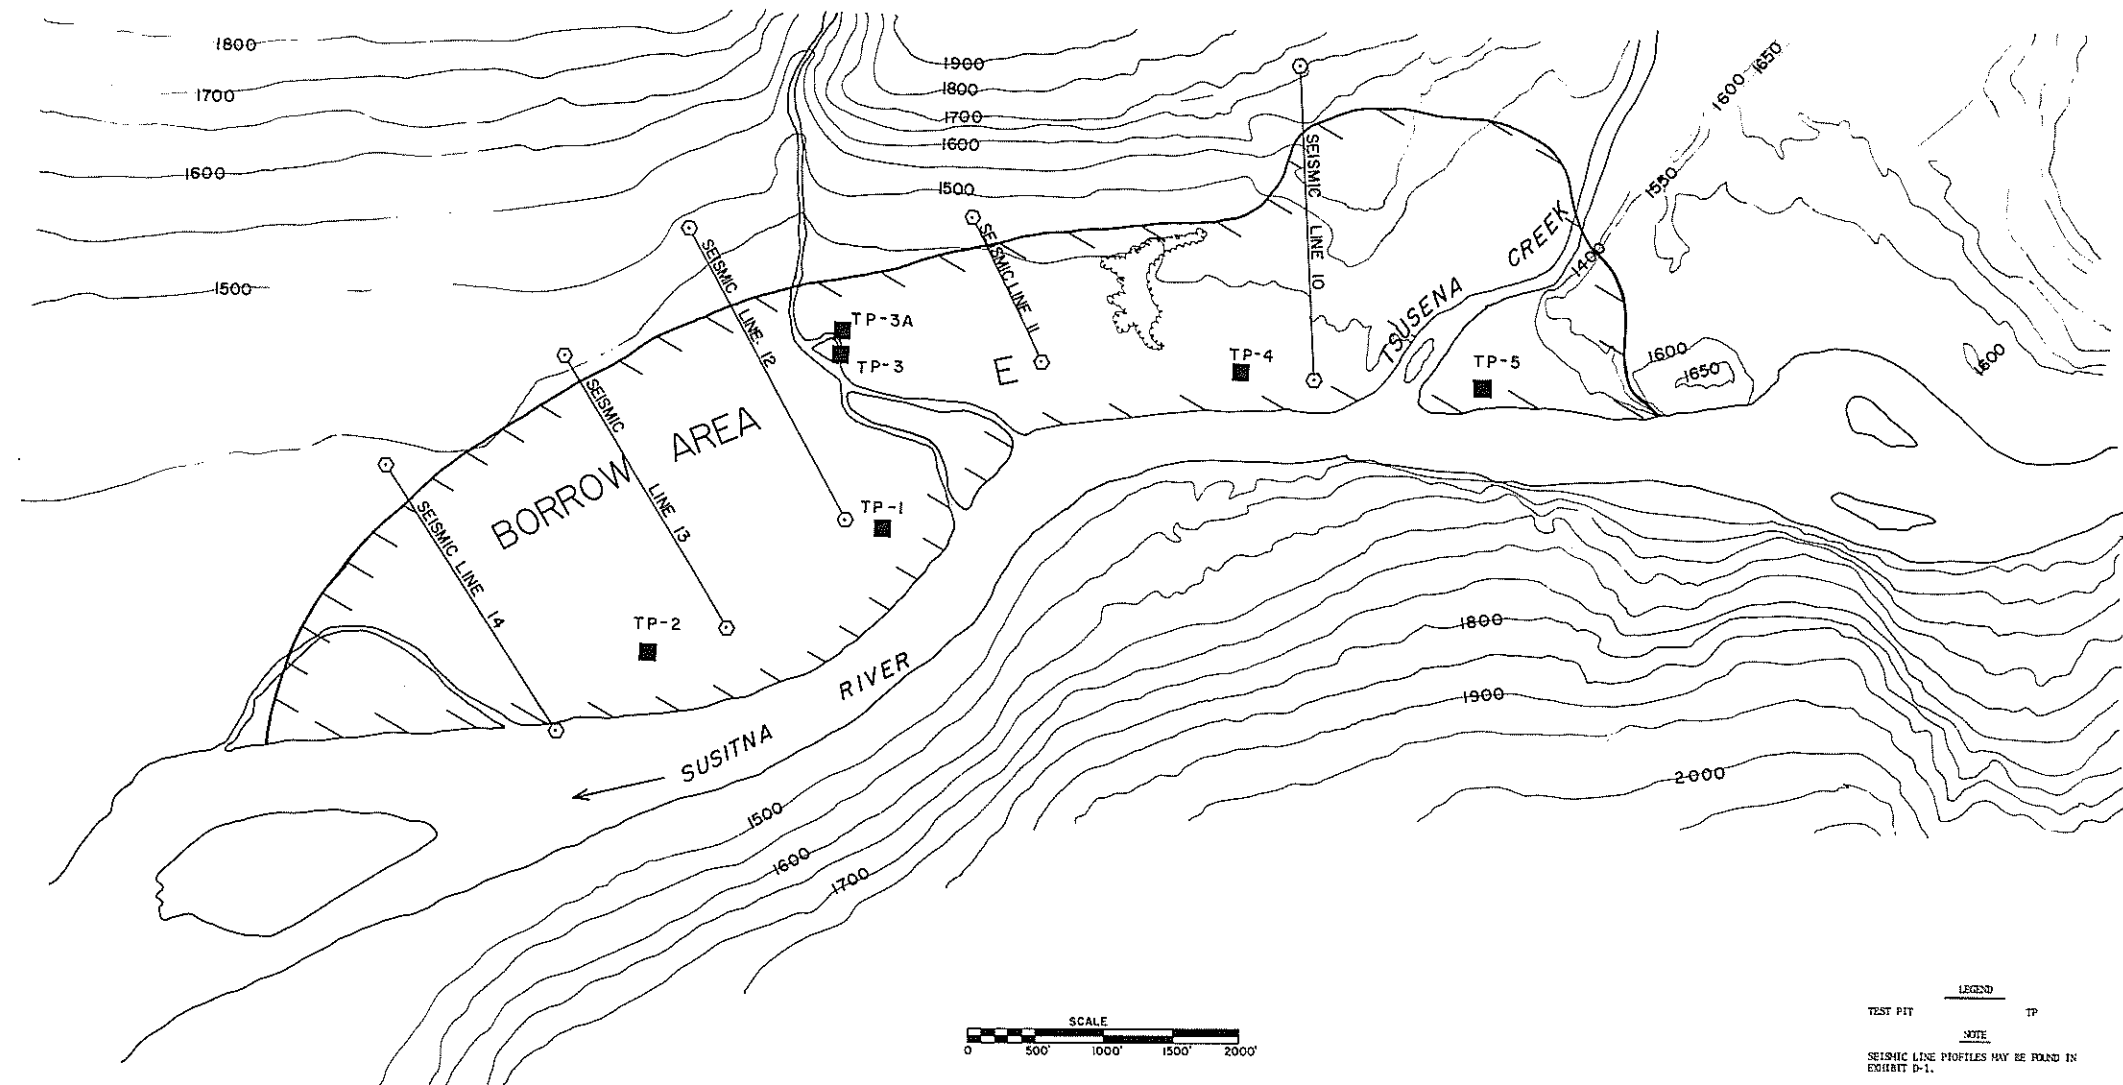 1800
1700
1600
1500
1900
1800
1700
1600
1500
1600
1650
1550
1400
1600
1650
1600
SEISMIC LINE 10
SEISMIC LINE 11
SEISMIC LINE 12
SEISMIC LINE 13
SEISMIC LINE 14
TSUSENA CREEK
TP-3A
TP-3
TP-4
TP-5
TP-1
TP-2
BORROW AREA E
SUSITNA RIVER
1800
1900
2000
1500
1600
1700
SCALE
0 500' 1000' 1500' 2000'
LEGEND
TEST PIT TP
NOTE
SEISMIC LINE PROFILES MAY BE FOUND IN
EXHIBIT D-1.